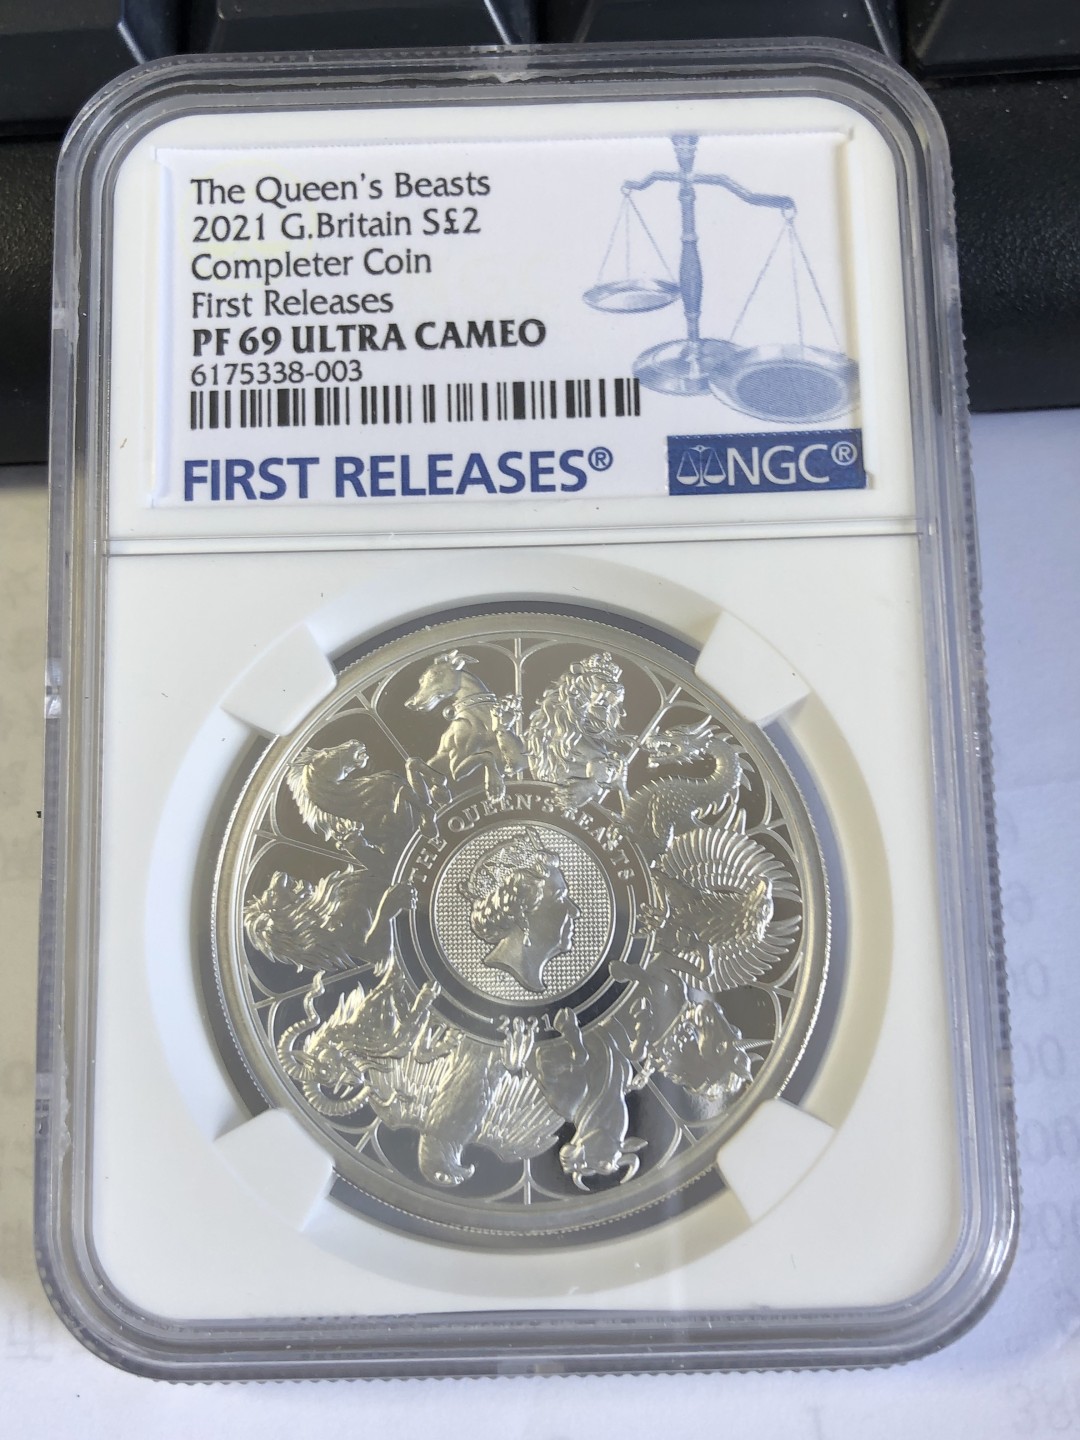 The Queen's Beasts
2021 G.Britain S£2
Completer Coin
First Releases
PF 69 ULTRA CAMEO
6175338-003
FIRST RELEASES®
NGC®
THE QUEEN'S BEASTS
2021